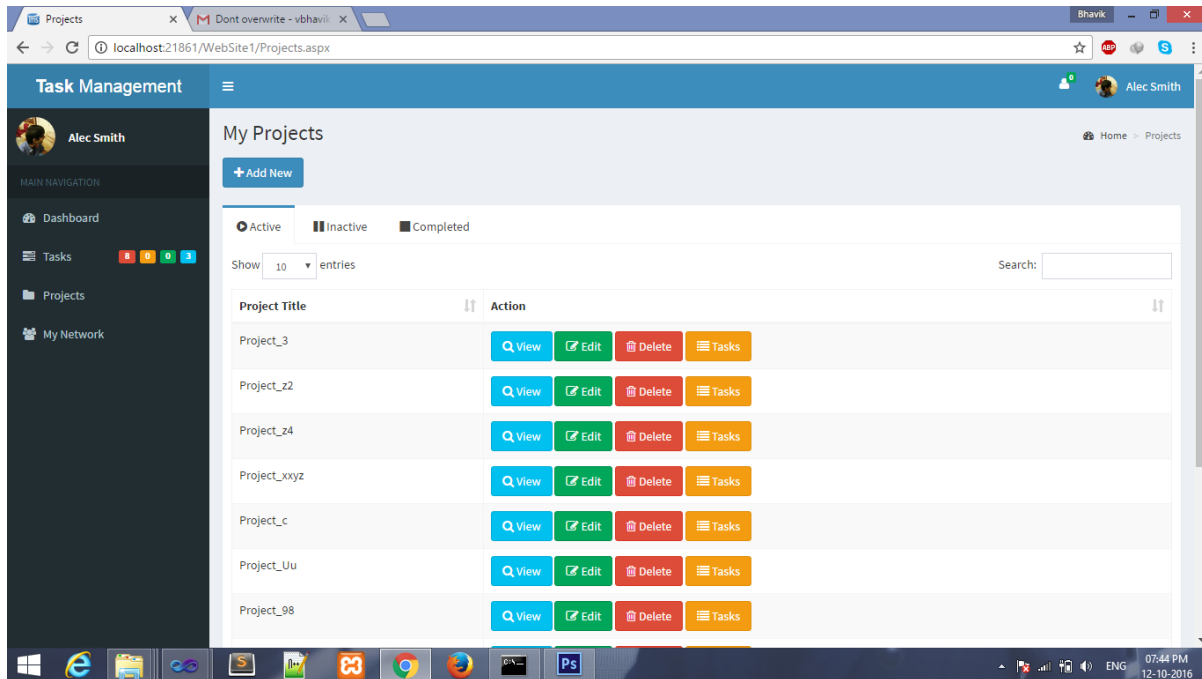 Projects
Dont overwrite - vbhavik
Bhavik
localhost:21861/WebSite1/Projects.aspx
ABP
S
Task Management
0
Alec Smith
Alec Smith
My Projects
Home > Projects
+ Add New
MAIN NAVIGATION
Dashboard
Tasks 8 0 0 3
Projects
My Network
Active Inactive Completed
Show 10 entries
Search:
Project Title Action
Project_3 View Edit Delete Tasks
Project_z2 View Edit Delete Tasks
Project_z4 View Edit Delete Tasks
Project_xxyz View Edit Delete Tasks
Project_c View Edit Delete Tasks
Project_Uu View Edit Delete Tasks
Project_98 View Edit Delete Tasks
S
Ps
ENG
07:44 PM
12-10-2016